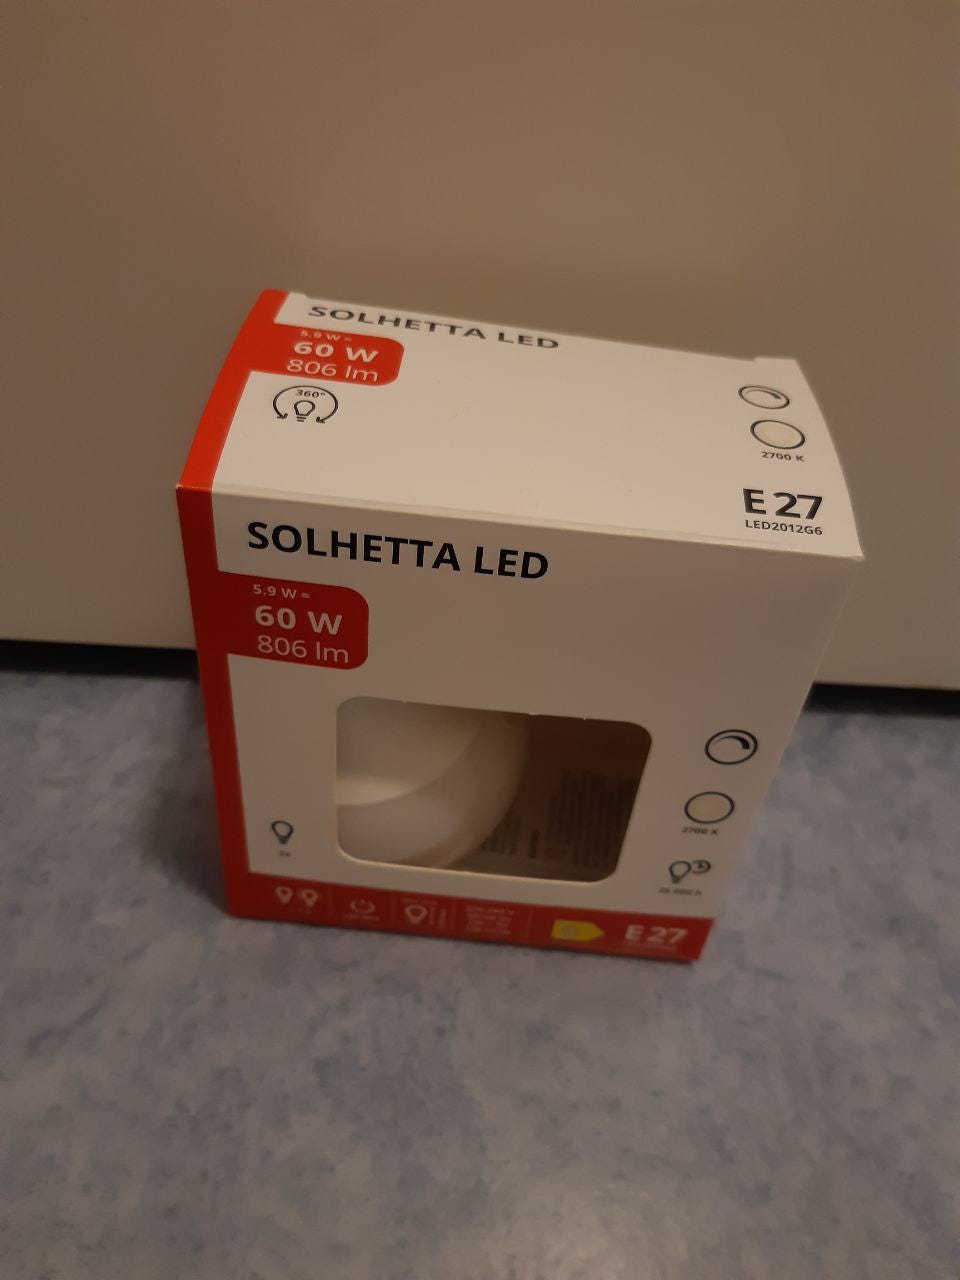 SOLHETTA LED
5.9 W =
60 W
806 lm
360°
2700 K
E 27
LED2012G6
SOLHETTA LED
5.9 W =
60 W
806 lm
2700 K
E 27